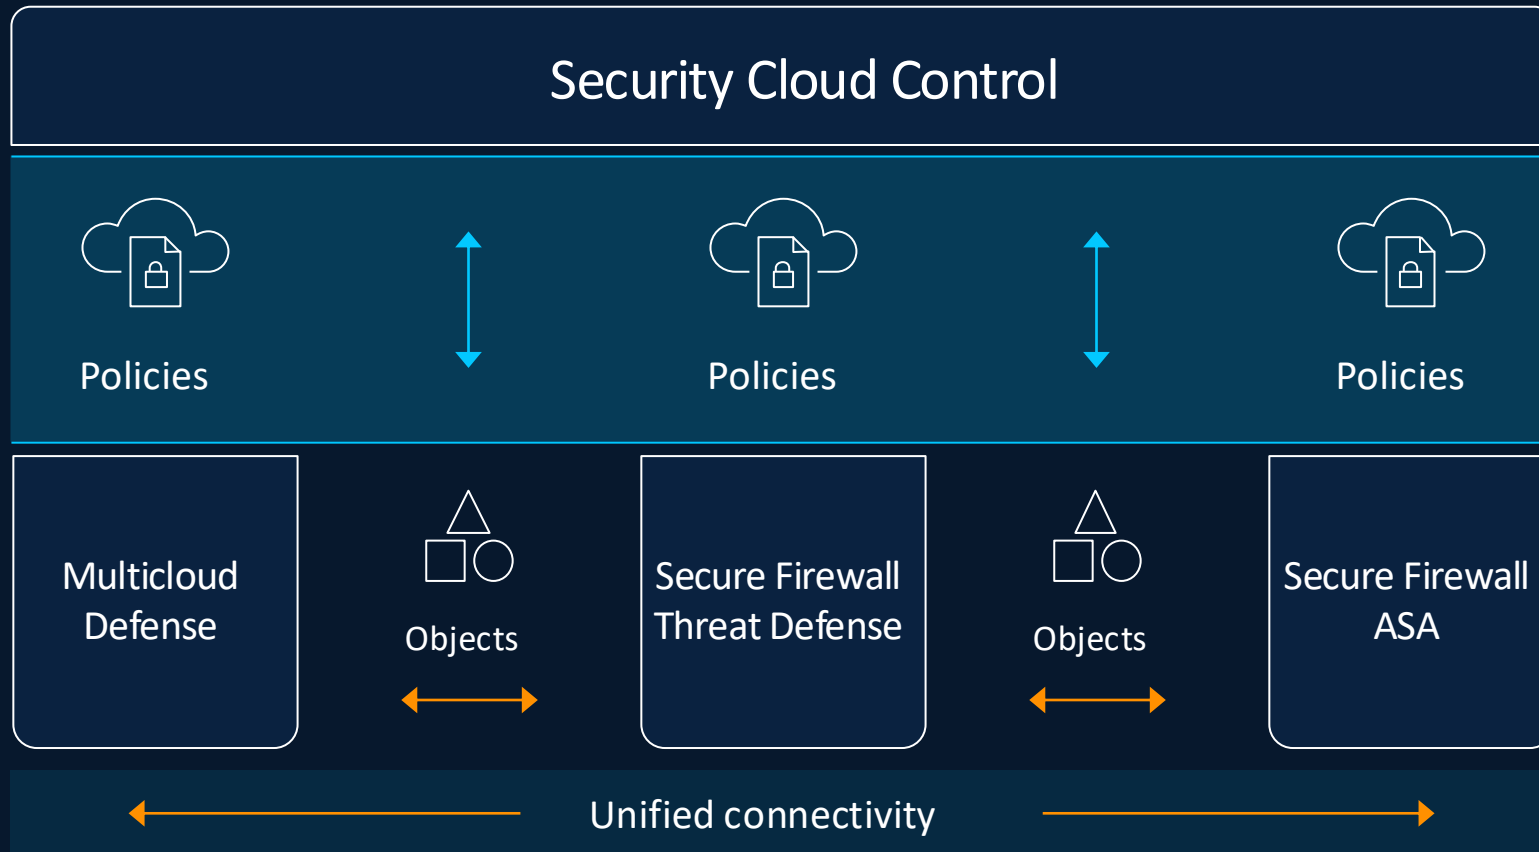 Security Cloud Control
Policies
Policies
Policies
Multicloud
Defense
Objects
Secure Firewall
Threat Defense
Objects
Secure Firewall
ASA
Unified connectivity